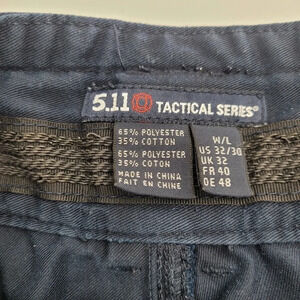 5.11 TACTICAL SERIES®
65% POLYESTER
35% COTTON
65% POLYESTER
35% COTON
MADE IN CHINA
FAIT EN CHINE
W/L
US 32/30
UK 32
FR 40
DE 48